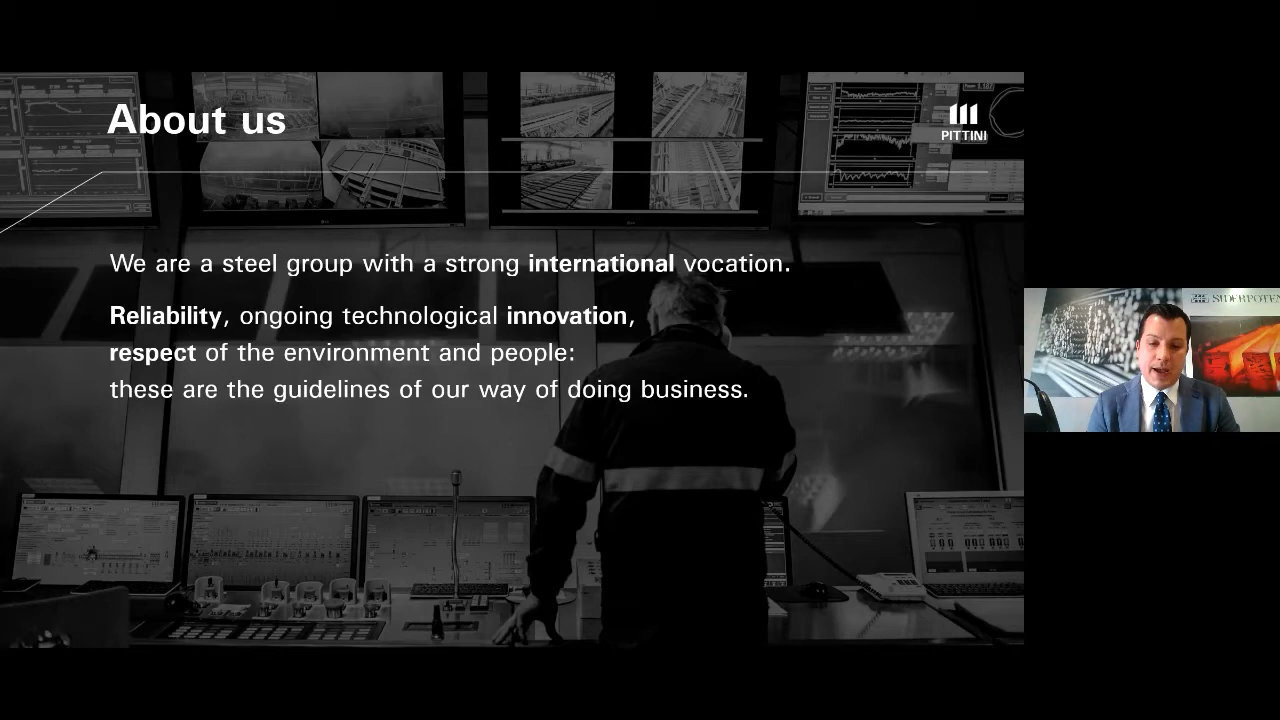 About us
PITTINI
We are a steel group with a strong international vocation.
Reliability, ongoing technological innovation,
respect of the environment and people:
these are the guidelines of our way of doing business.